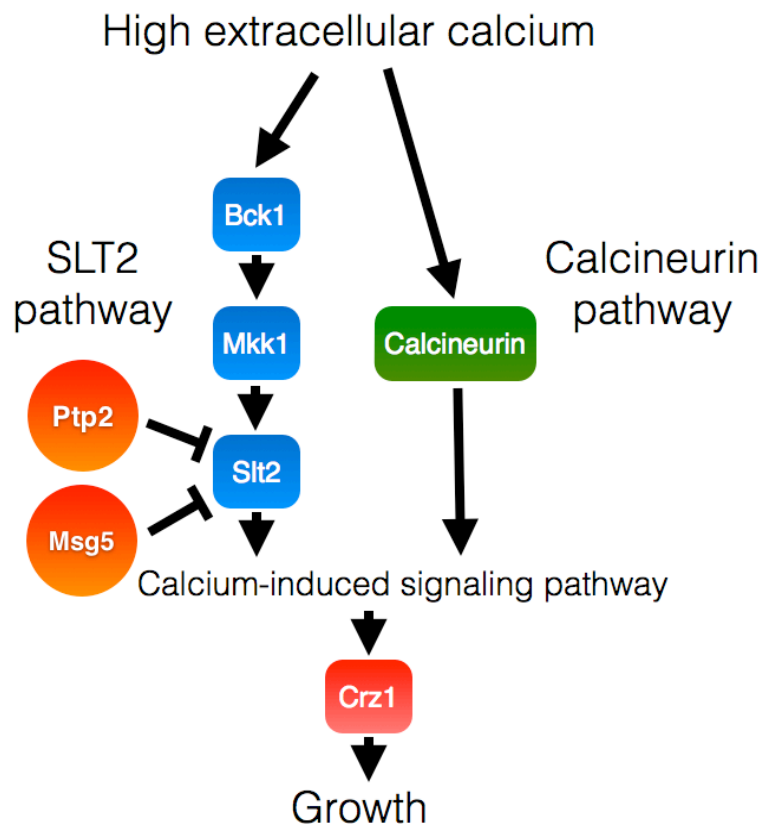 High extracellular calcium
Bck1
SLT2
pathway
Calcineurin
pathway
Mkk1
Calcineurin
Ptp2
Slt2
Msg5
Calcium-induced signaling pathway
Crz1
Growth